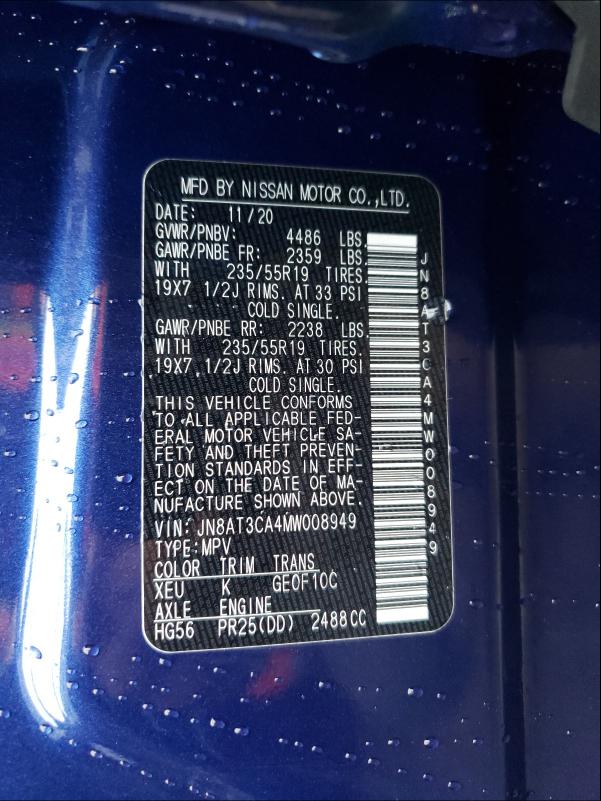 MFD BY NISSAN MOTOR CO.,LTD.
DATE: 11/20
GVWR/PNBV: 4486 LBS.
GAWR/PNBE FR: 2359 LBS.
WITH 235/55R19 TIRES.
19X7 1/2J RIMS. AT 33 PSI
COLD SINGLE.
GAWR/PNBE RR: 2238 LBS.
WITH 235/55R19 TIRES.
19X7 1/2J RIMS. AT 30 PSI
COLD SINGLE.
THIS VEHICLE CONFORMS
TO ALL APPLICABLE FED-
ERAL MOTOR VEHICLE SA-
FETY AND THEFT PREVEN-
TION STANDARDS IN EFF-
ECT ON THE DATE OF MA-
NUFACTURE SHOWN ABOVE.
VIN: JN8AT3CA4MW008949
TYPE:MPV
COLOR TRIM TRANS
XEU K GE0F10C
AXLE ENGINE
HG56 PR25(DD) 2488CC
JN8AT3CA4MW008949